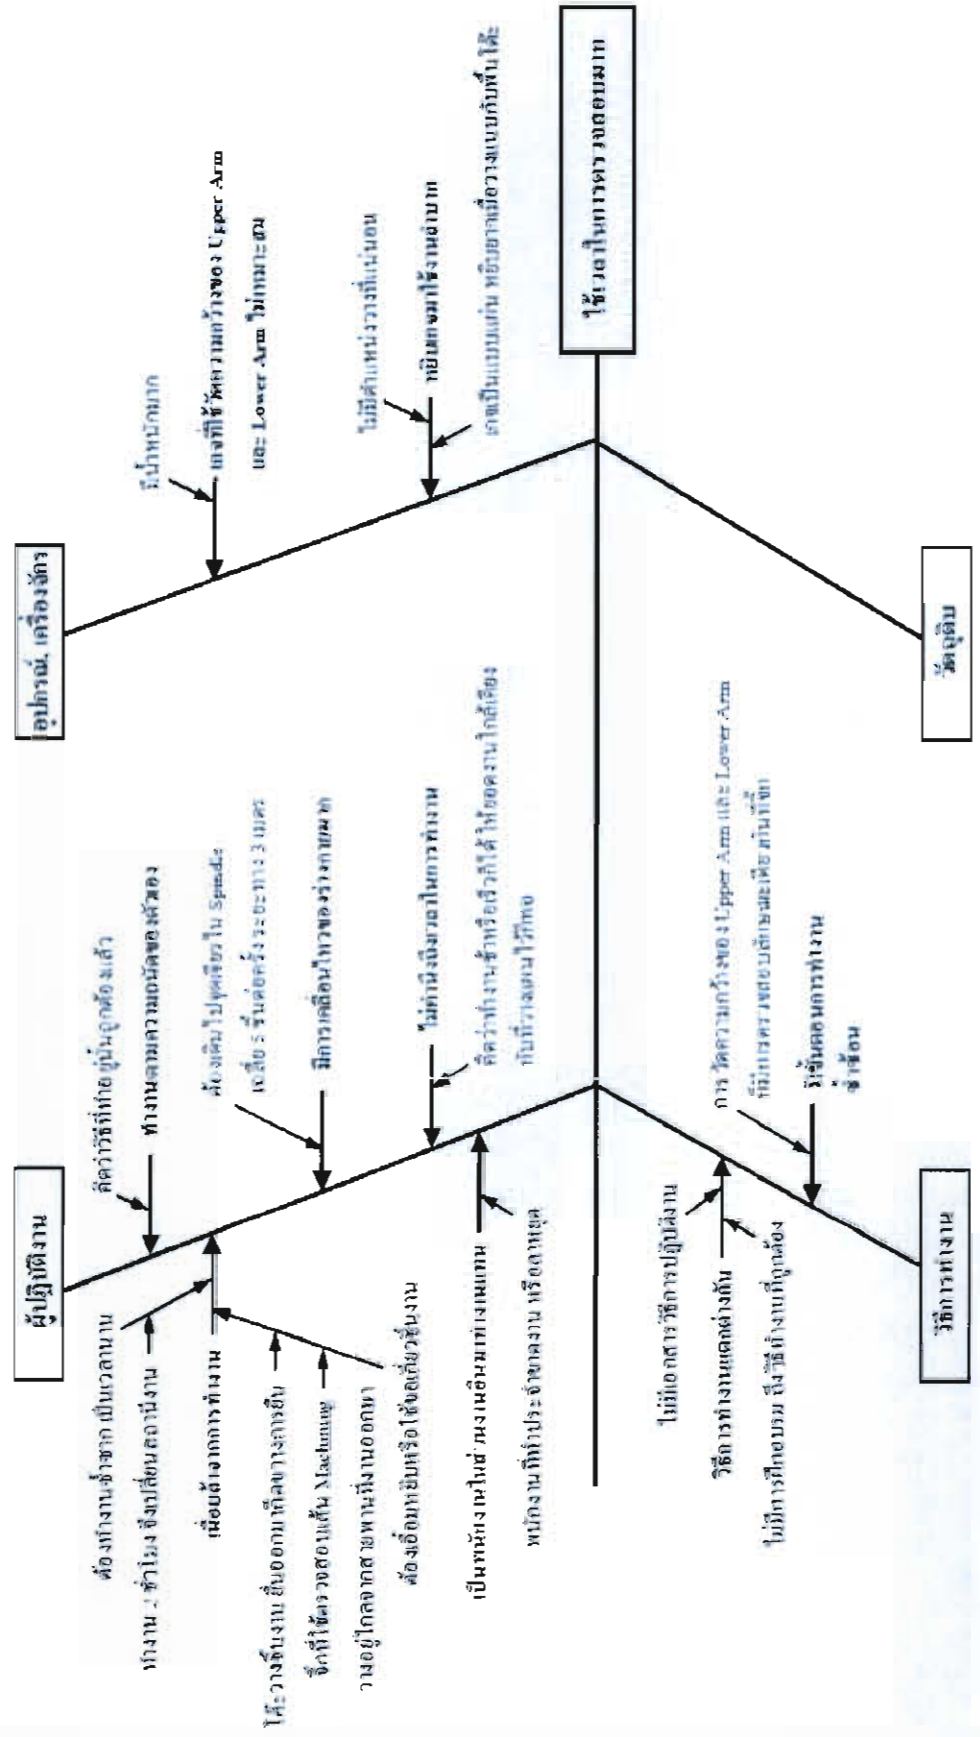 ผู้ปฏิบัติงาน
อุปกรณ์, เครื่องจักร
ต้องทำงานซ้ำซาก เป็นเวลานาน
ทำงาน 2 ชั่วโมง จึงเปลี่ยนสถานีงาน
เมื่อยล้าจากการทำงาน
โต๊ะวางชิ้นงาน ยื่นออกมากีดขวางการยืน
จิ๊กที่ใช้ตรวจสอบเส้น Machining
วางอยู่ไกลจากสายพานที่งานออกมา
ต้องเอื้อมหยิบหรือใช้ขอเกี่ยวชิ้นงาน
เป็นพนักงานในส่วนงานอื่นมาทำงานแทน
พนักงานที่ทำประจำขาดงาน หรือลาหยุด
คิดว่าวิธีที่ทำอยู่นั้นถูกต้องแล้ว
ทำงานตามความถนัดของตัวเอง
ต้องเดินไปชุดเขียวใน Spindle
เฉลี่ย 5 ชิ้นต่อครั้ง ระยะทาง 3 เมตร
มีการเคลื่อนไหวของร่างกายมาก
ไม่คำนึงถึงเวลาในการทำงาน
คิดว่าทำงานช้าหรือเร็วก็ได้ ให้ยอดงานใกล้เคียง
กับที่วางแผนไว้ก็พอ
มีน้ำหนักมาก
เกจที่ใช้วัดความกว้างของ Upper Arm
และ Lower Arm ไม่เหมาะสม
ไม่มีตำแหน่งวางที่แน่นอน
หยิบเกจมาใช้งานลำบาก
เกจเป็นแบบแผ่น หยิบยากเมื่อวางแนบกับพื้นโต๊ะ
ใช้เวลาในการตรวจสอบมาก
ไม่มีเอกสารวิธีการปฏิบัติงาน
วิธีการทำงานแตกต่างกัน
ไม่มีการฝึกอบรม ถึงวิธีทำงานที่ถูกต้อง
การวัดความกว้างของ Upper Arm และ Lower Arm
ที่มีการตรวจสอบลักษณะเดียวกันที่จิ๊ก
มีขั้นตอนการทำงาน
ซ้ำซ้อน
วิธีการทำงาน
วัตถุดิบ